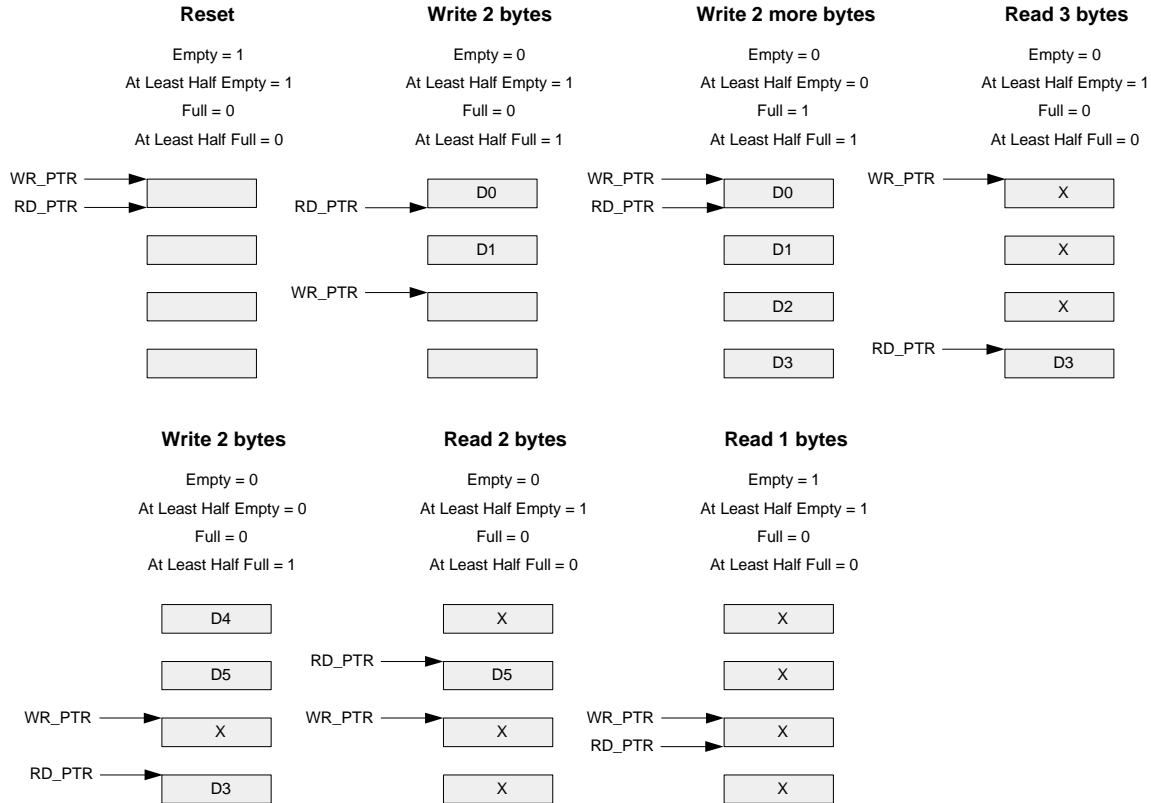 Reset
Empty = 1
At Least Half Empty = 1
Full = 0
At Least Half Full = 0
WR_PTR
RD_PTR
Write 2 bytes
Empty = 0
At Least Half Empty = 1
Full = 0
At Least Half Full = 1
D0
RD_PTR
D1
WR_PTR
Write 2 more bytes
Empty = 0
At Least Half Empty = 0
Full = 1
At Least Half Full = 1
WR_PTR
D0
RD_PTR
D1
D2
D3
Read 3 bytes
Empty = 0
At Least Half Empty = 1
Full = 0
At Least Half Full = 0
WR_PTR
X
X
X
RD_PTR
D3
Write 2 bytes
Empty = 0
At Least Half Empty = 0
Full = 0
At Least Half Full = 1
D4
D5
WR_PTR
X
RD_PTR
D3
Read 2 bytes
Empty = 0
At Least Half Empty = 1
Full = 0
At Least Half Full = 0
X
RD_PTR
D5
WR_PTR
X
X
Read 1 bytes
Empty = 1
At Least Half Empty = 1
Full = 0
At Least Half Full = 0
X
X
WR_PTR
X
RD_PTR
X